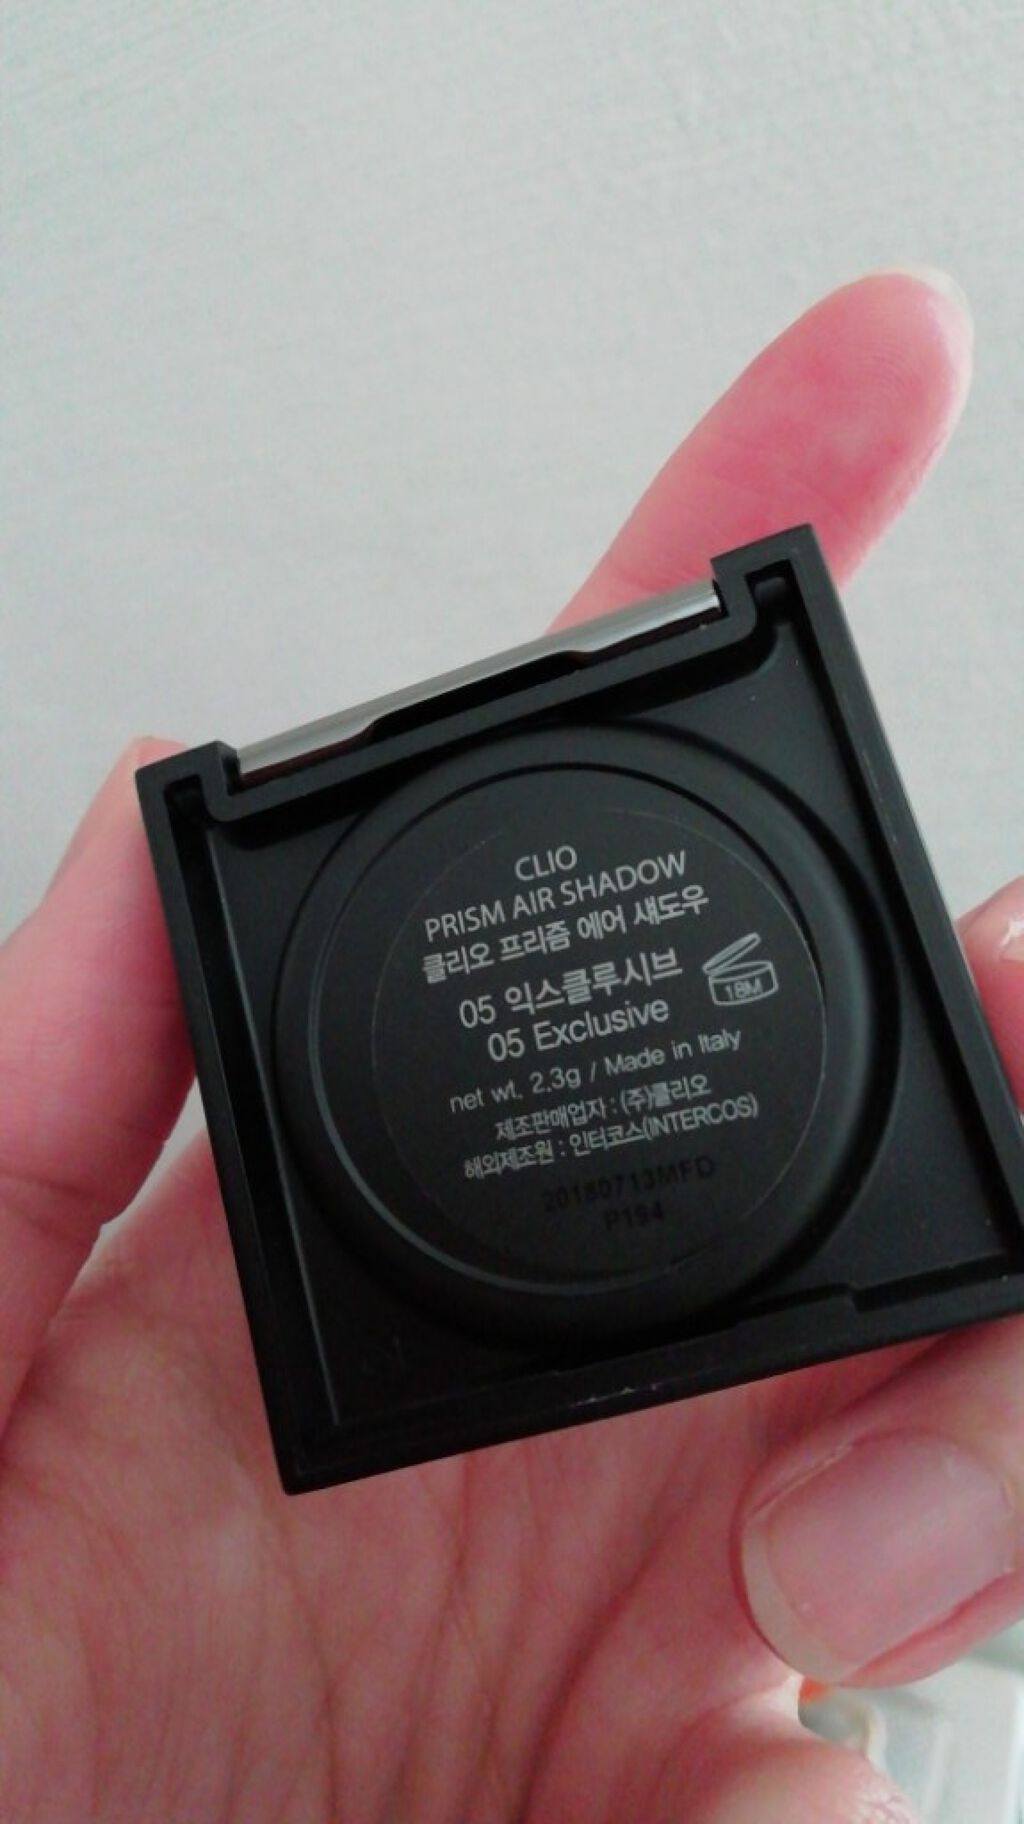 CLIO
PRISM AIR SHADOW
클리오 프리즘 에어 섀도우
05 익스클루시브
05 Exclusive
18M
net wt. 2.3g / Made in Italy
제조판매업자 : (주)클리오
해외제조원 : 인터코스(INTERCOS)
20180713MFD
P194